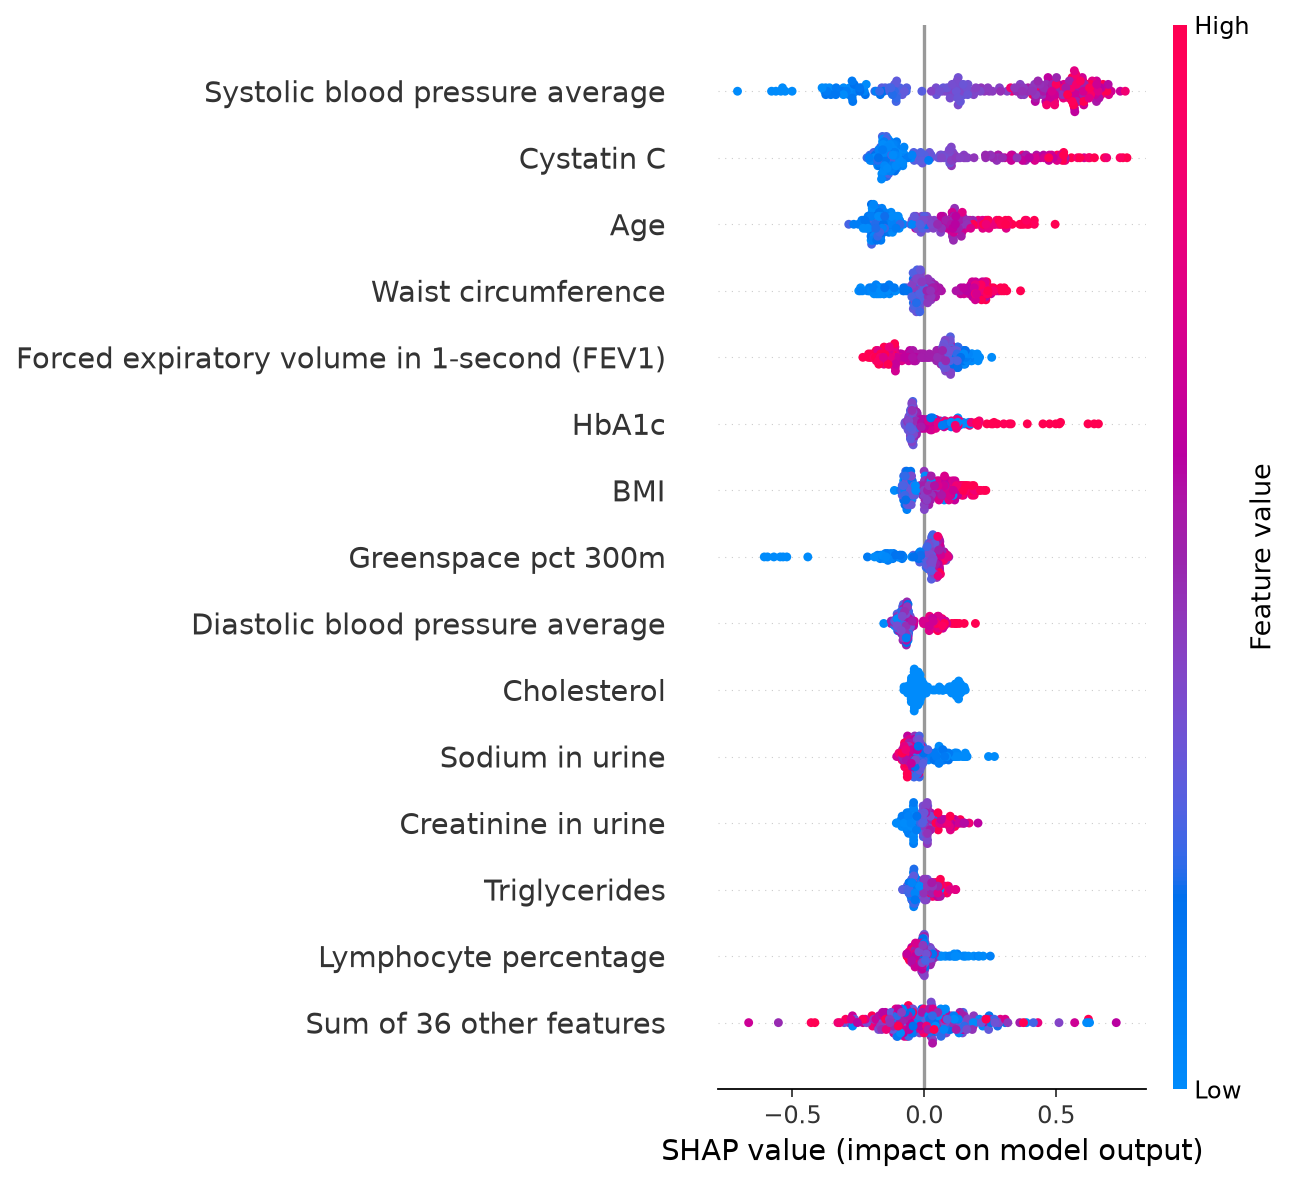 High
Systolic blood pressure average
Cystatin C
Age
Waist circumference
Forced expiratory volume in 1-second (FEV1)
HbA1c
BMI
Greenspace pct 300m
Diastolic blood pressure average
Cholesterol
Sodium in urine
Creatinine in urine
Triglycerides
Lymphocyte percentage
Sum of 36 other features
Feature value
Low
−0.5 0.0 0.5
SHAP value (impact on model output)